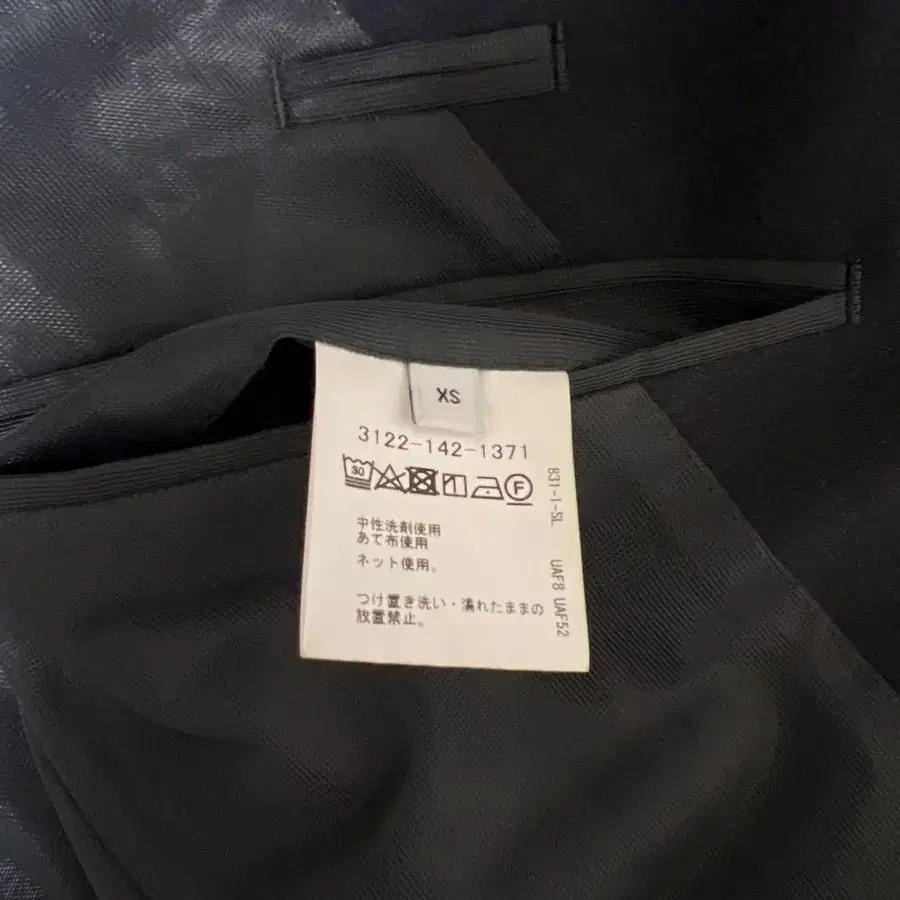 XS
3122-142-1371
30
F
中性洗剤使用
あて布使用
ネット使用。
つけ置き洗い・濡れたままの
放置禁止。
831-1-SL UAF8 UAF52